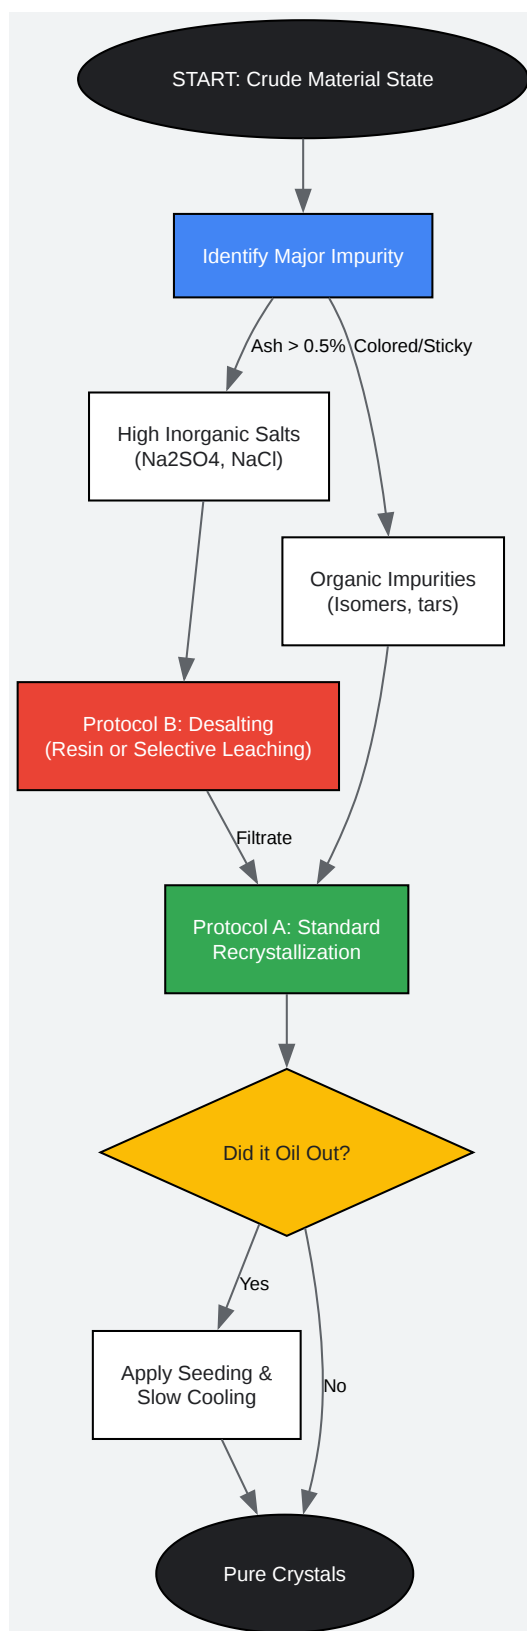 START: Crude Material State
Identify Major Impurity
Ash > 0.5%
Colored/Sticky
High Inorganic Salts
(Na2SO4, NaCl)
Organic Impurities
(Isomers, tars)
Protocol B: Desalting
(Resin or Selective Leaching)
Filtrate
Protocol A: Standard
Recrystallization
Did it Oil Out?
Yes
No
Apply Seeding &
Slow Cooling
Pure Crystals